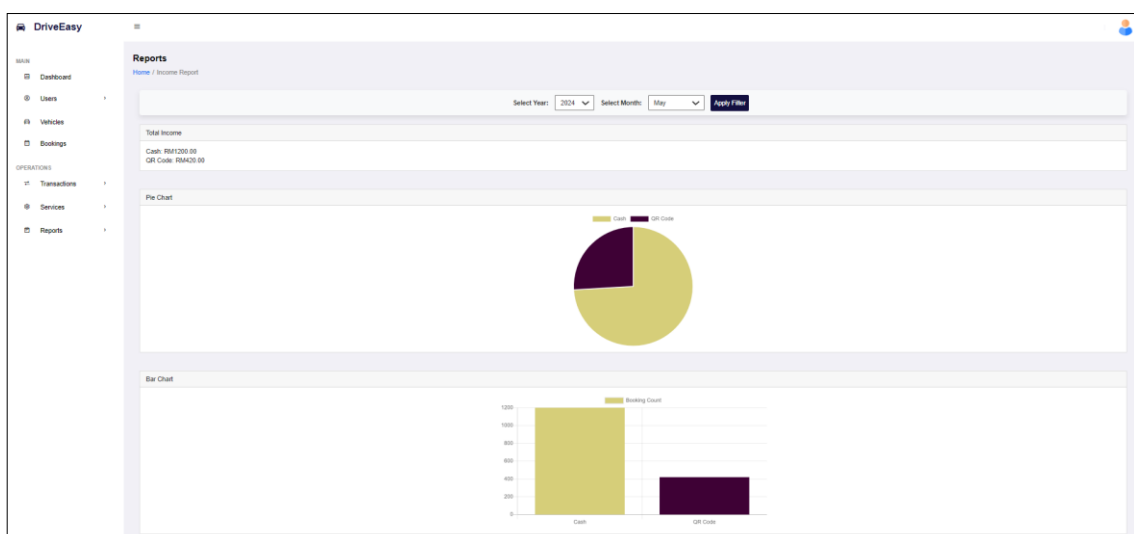 DriveEasy
MAIN
Dashboard
Users
Vehicles
Bookings
OPERATIONS
Transactions
Services
Reports
Reports
Home / Income Report
Select Year: 2024 Select Month: May Apply Filter
Total Income
Cash: RM1200.00
QR Code: RM420.00
Pie Chart
Cash QR Code
Bar Chart
Booking Count
1200
1000
800
600
400
200
0
Cash QR Code